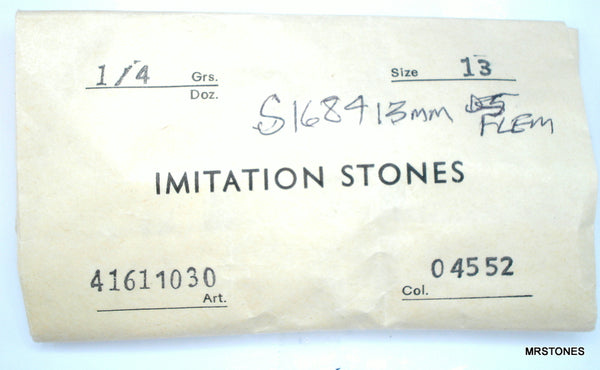 1/4 Grs.
Doz.
Size 13
S1684 13mm
FLEM
IMITATION STONES
41611030
Art.
04552
Col.
MRSTONES